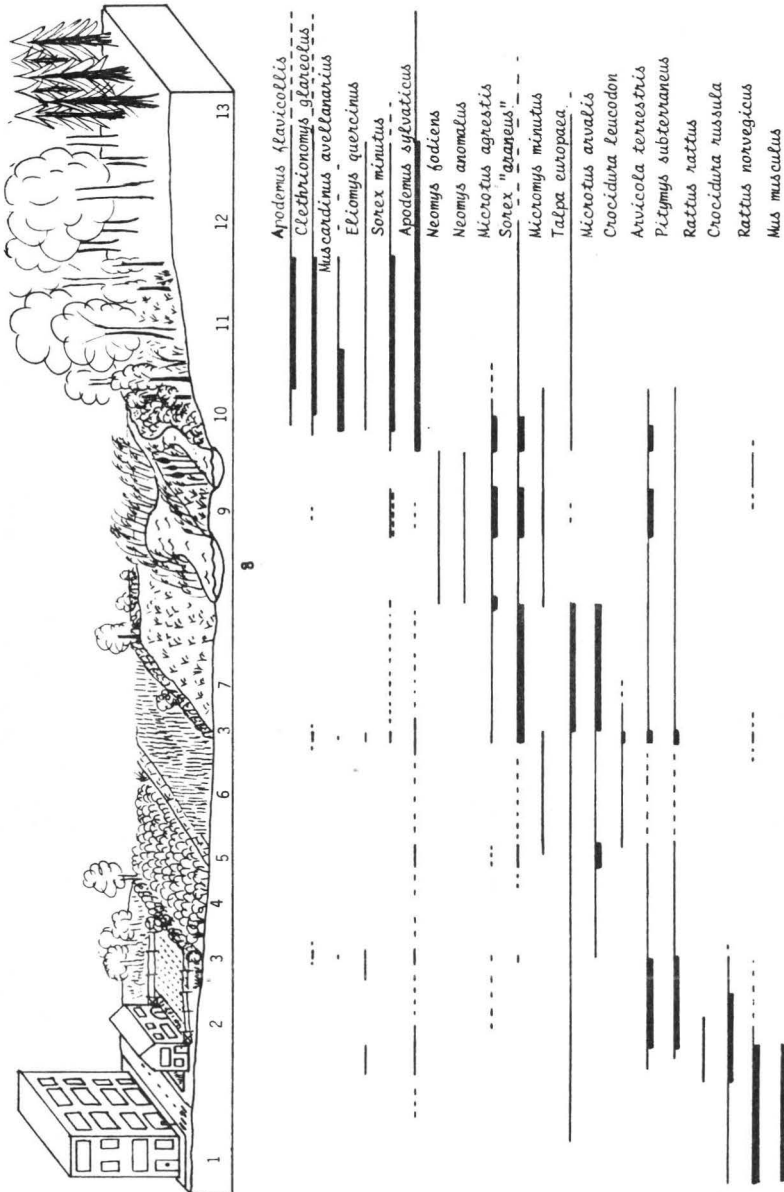 1 2 3 4 5 6 3 7 8 9 10 11 12 13
Apodemus flavicollis
Clethrionomys glareolus
Muscardinus avellanarius
Eliomys quercinus
Sorex minutus
Apodemus sylvaticus
Neomys fodiens
Neomys anomalus
Microtus agrestis
Sorex "araneus"
Micromys minutus
Talpa europaea
Microtus arvalis
Crocidura leucodon
Arvicola terrestris
Pitymys subterraneus
Rattus rattus
Crocidura russula
Rattus norvegicus
Mus musculus